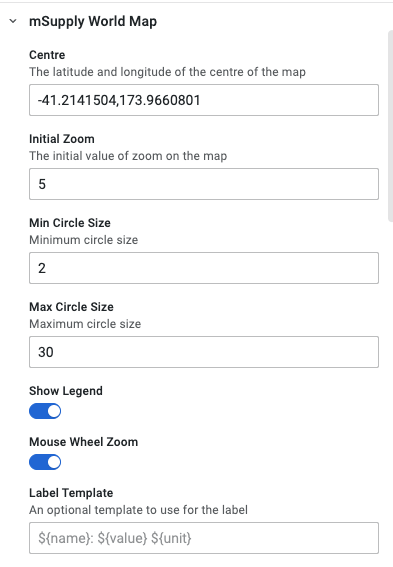 mSupply World Map
Centre
The latitude and longitude of the centre of the map
-41.2141504,173.9660801
Initial Zoom
The initial value of zoom on the map
5
Min Circle Size
Minimum circle size
2
Max Circle Size
Maximum circle size
30
Show Legend
Mouse Wheel Zoom
Label Template
An optional template to use for the label
${name}: ${value} ${unit}